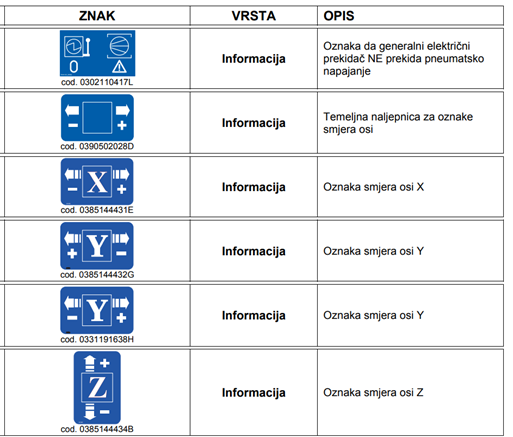 ZNAK VRSTA OPIS
0
cod. 0302110417L
Informacija
Oznaka da generalni električni
prekidač NE prekida pneumatsko
napajanje
- +
cod. 0390502028D
Informacija
Temeljna naljepnica za oznake
smjera osi
- X +
cod. 0385144431E
Informacija
Oznaka smjera osi X
+ Y -
cod. 0385144432G
Informacija
Oznaka smjera osi Y
- Y +
cod. 0331191638H
Informacija
Oznaka smjera osi Y
+
Z
-
cod. 0385144434B
Informacija
Oznaka smjera osi Z